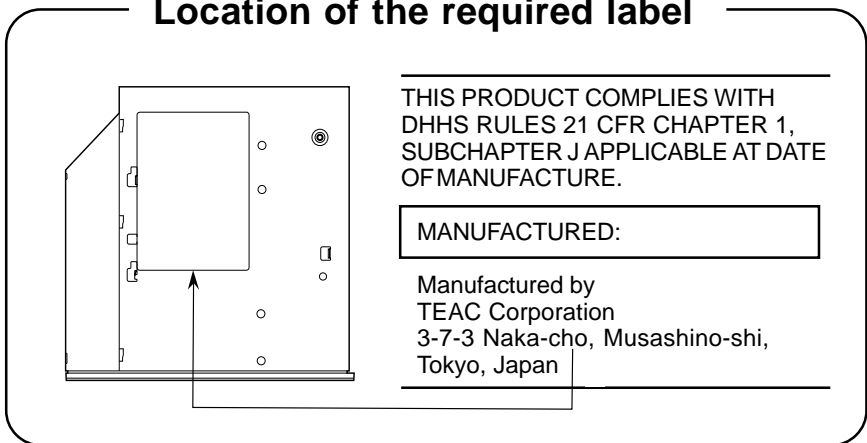 Location of the required label
THIS PRODUCT COMPLIES WITH
DHHS RULES 21 CFR CHAPTER 1,
SUBCHAPTER J APPLICABLE AT DATE
OF MANUFACTURE.
MANUFACTURED:
Manufactured by
TEAC Corporation
3-7-3 Naka-cho, Musashino-shi,
Tokyo, Japan